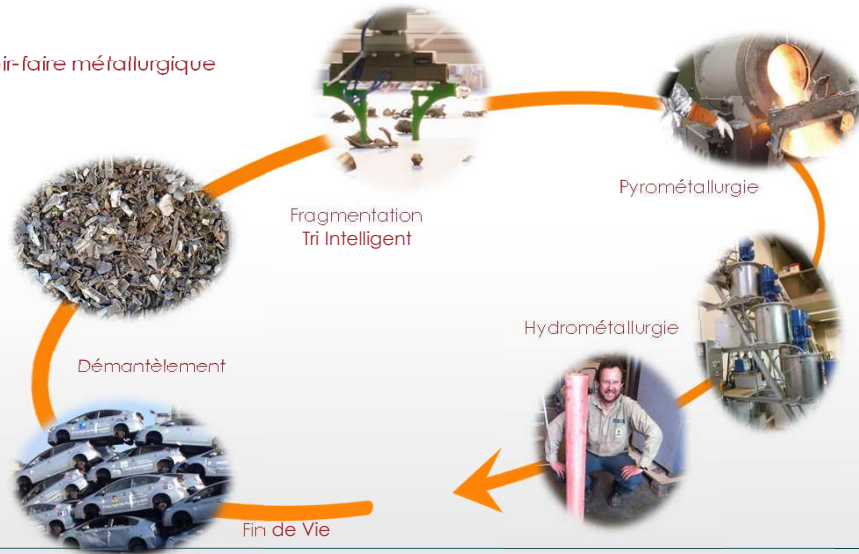 ir-faire métallurgique
Fragmentation
Tri Intelligent
Pyrométallurgie
Hydrométallurgie
Démantèlement
Fin de Vie